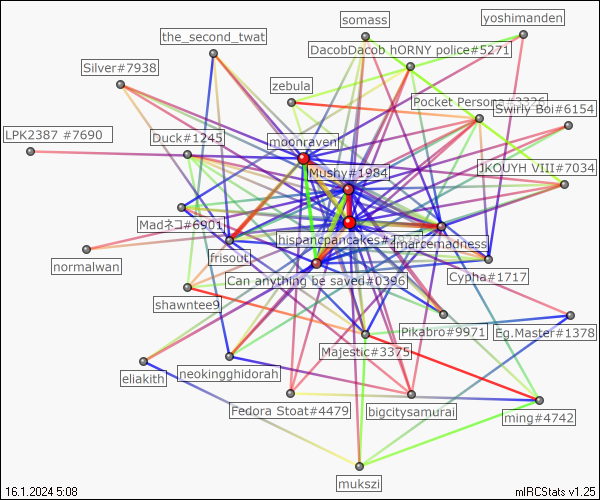 somass
yoshimanden
the_second_twat
DacobDacob hORNY police#5271
Silver#7938
zebula
Pocket Persona#3326
Swirly Boi#6154
LPK2387 #7690
Duck#1245
moonraven
Mushy#1984
JKOUYH VIII#7034
Madネコ#6901
hispancpancakes#
marcemadness
frisout
normalwan
Can anything be saved#0396
Cypha#1717
shawntee9
Pikabro#9971
Eg.Master#1378
Majestic#3375
eliakith
neokingghidorah
Fedora Stoat#4479
bigcitysamurai
ming#4742
mukszi
16.1.2024 5:08
mIRCStats v1.25